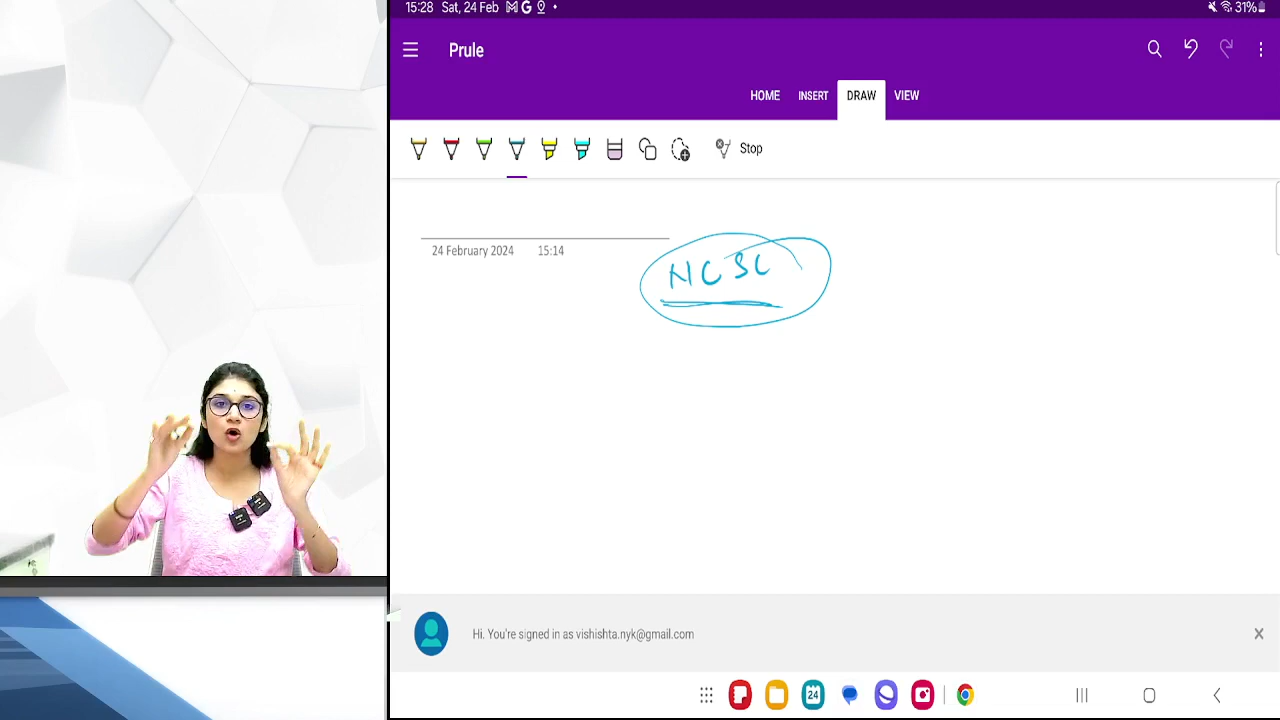 15:28 Sat, 24 Feb
31%
Prule
HOME INSERT DRAW VIEW
Stop
24 February 2024 15:14
NCSC
Hi. You're signed in as vishishta.nyk@gmail.com
24